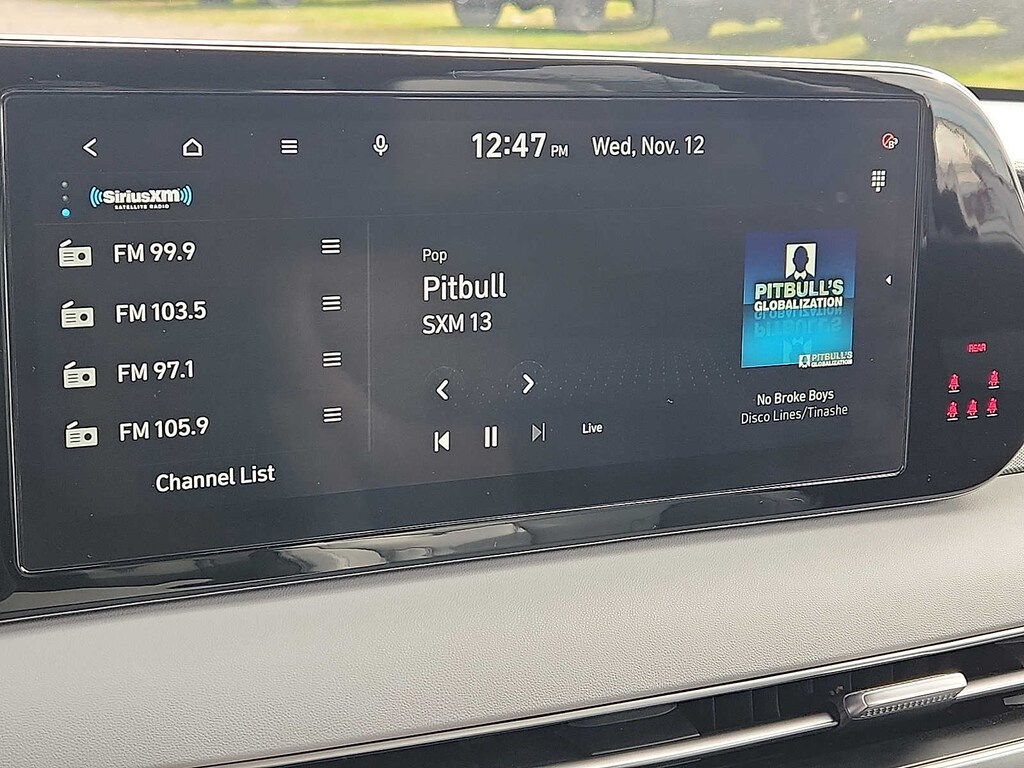 12:47 PM Wed, Nov. 12
((SiriusXM))
SATELLITE RADIO
FM 99.9
FM 103.5
FM 97.1
FM 105.9
Channel List
Pop
Pitbull
SXM 13
Live
PITBULL'S
GLOBALIZATION
PITBULL'S
GLOBALIZATION
No Broke Boys
Disco Lines/Tinashe
REAR